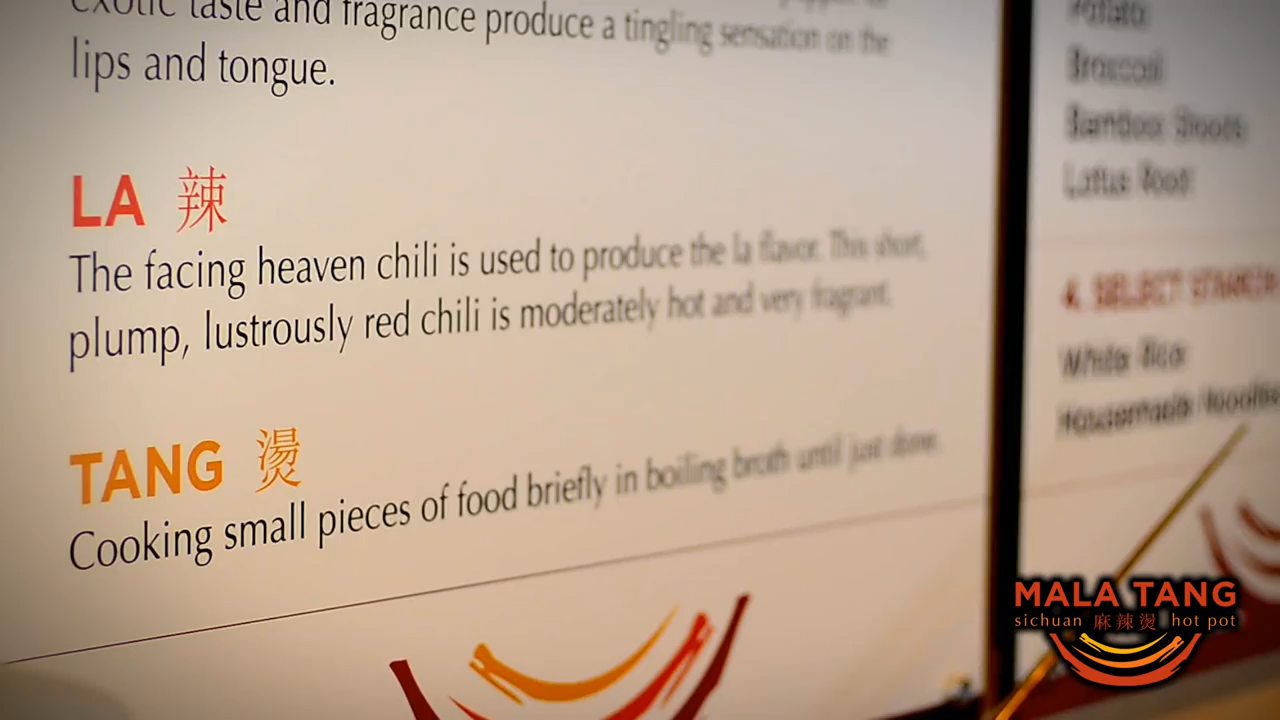 exotic taste and fragrance produce a tingling sensation on the
lips and tongue.
LA 辣
The facing heaven chili is used to produce the la flavor. This short,
plump, lustrously red chili is moderately hot and very fragrant.
TANG 燙
Cooking small pieces of food briefly in boiling broth until just done.
Potato
Broccoli
Bamboo Shoots
Lotus Root
4. SELECT STARCH
White Rice
Housemade Noodles
MALA TANG
sichuan 麻辣燙 hot pot